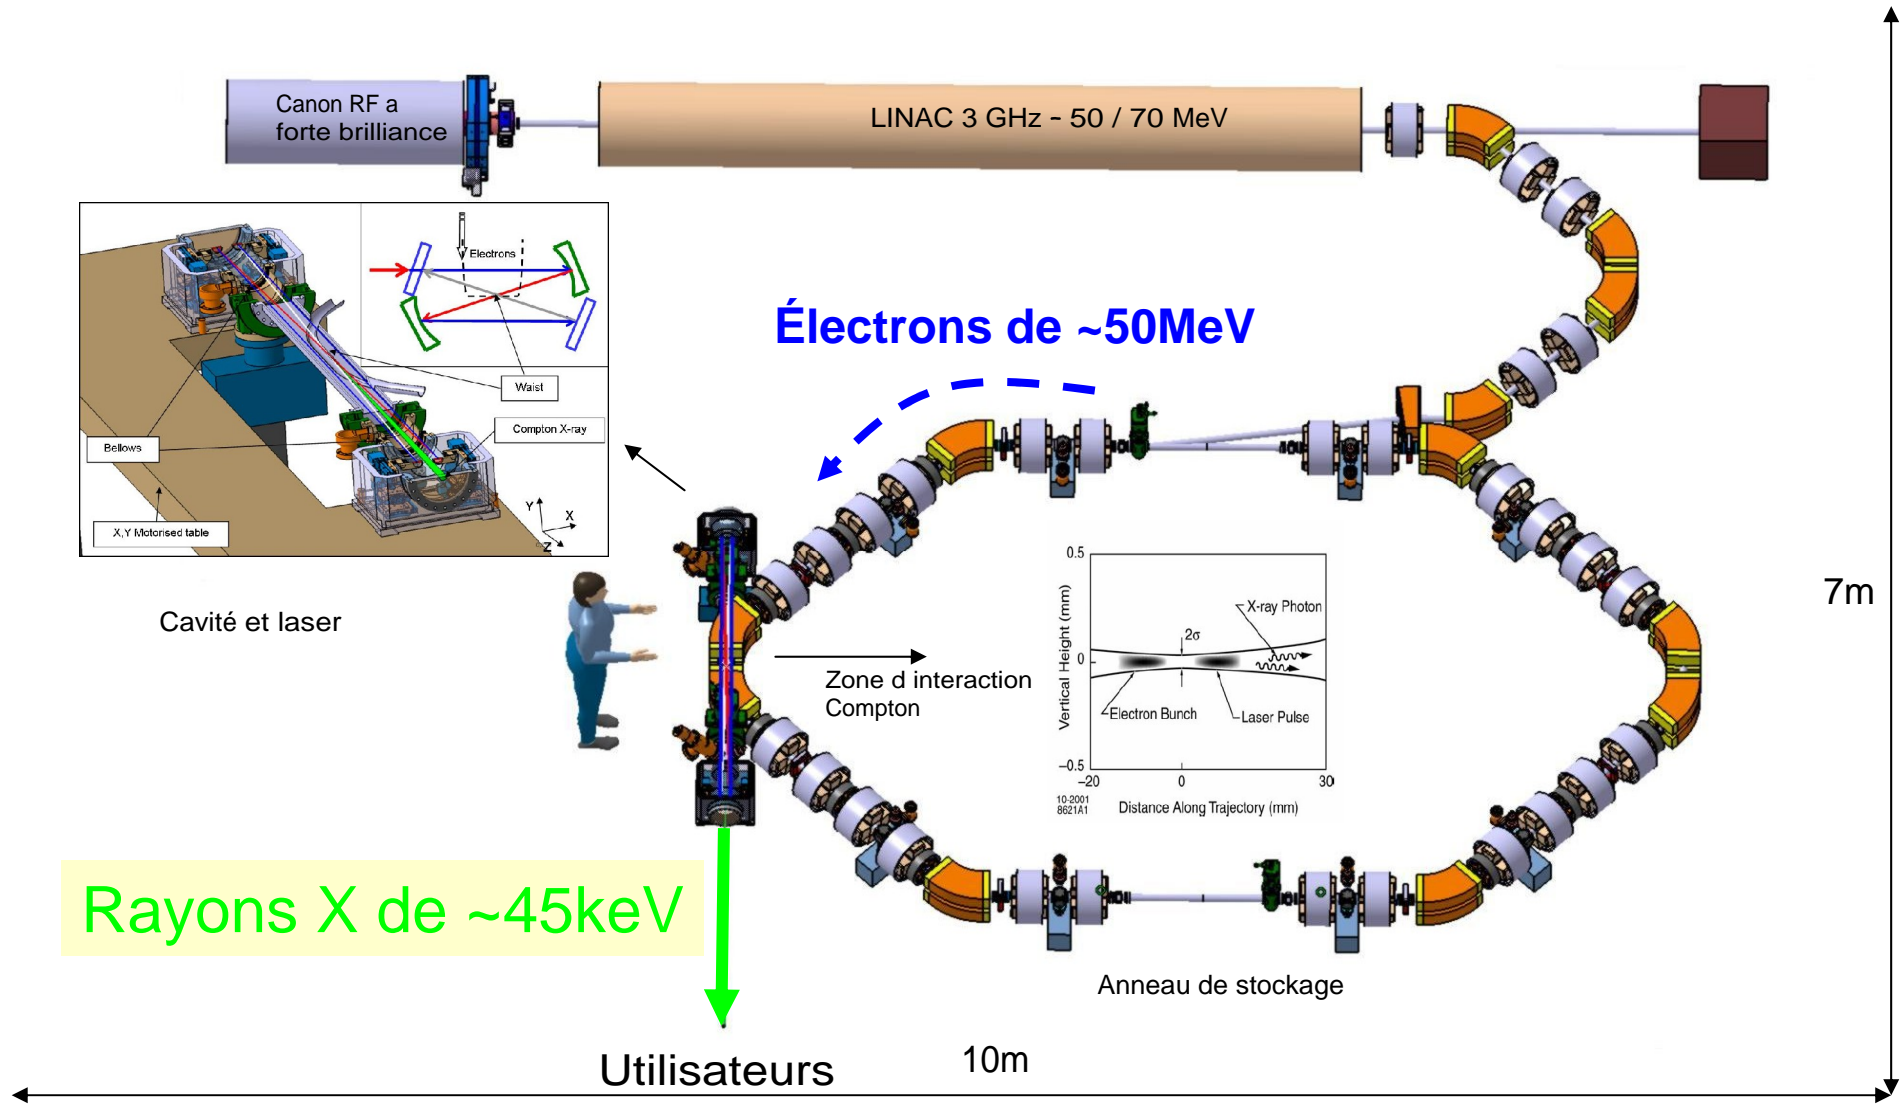 Canon RF a
forte brilliance
LINAC 3 GHz - 50 / 70 MeV
Electrons
Waist
Compton X-ray
Bellows
X,Y Motorised table
Y
X
Z
Électrons de ~50MeV
Cavité et laser
7m
Zone d interaction
Compton
0.5
0
-0.5
Vertical Height (mm)
2σ
X-ray Photon
Electron Bunch
Laser Pulse
-20
0
30
10-2001
8621A1
Distance Along Trajectory (mm)
Rayons X de ~45keV
Anneau de stockage
Utilisateurs
10m